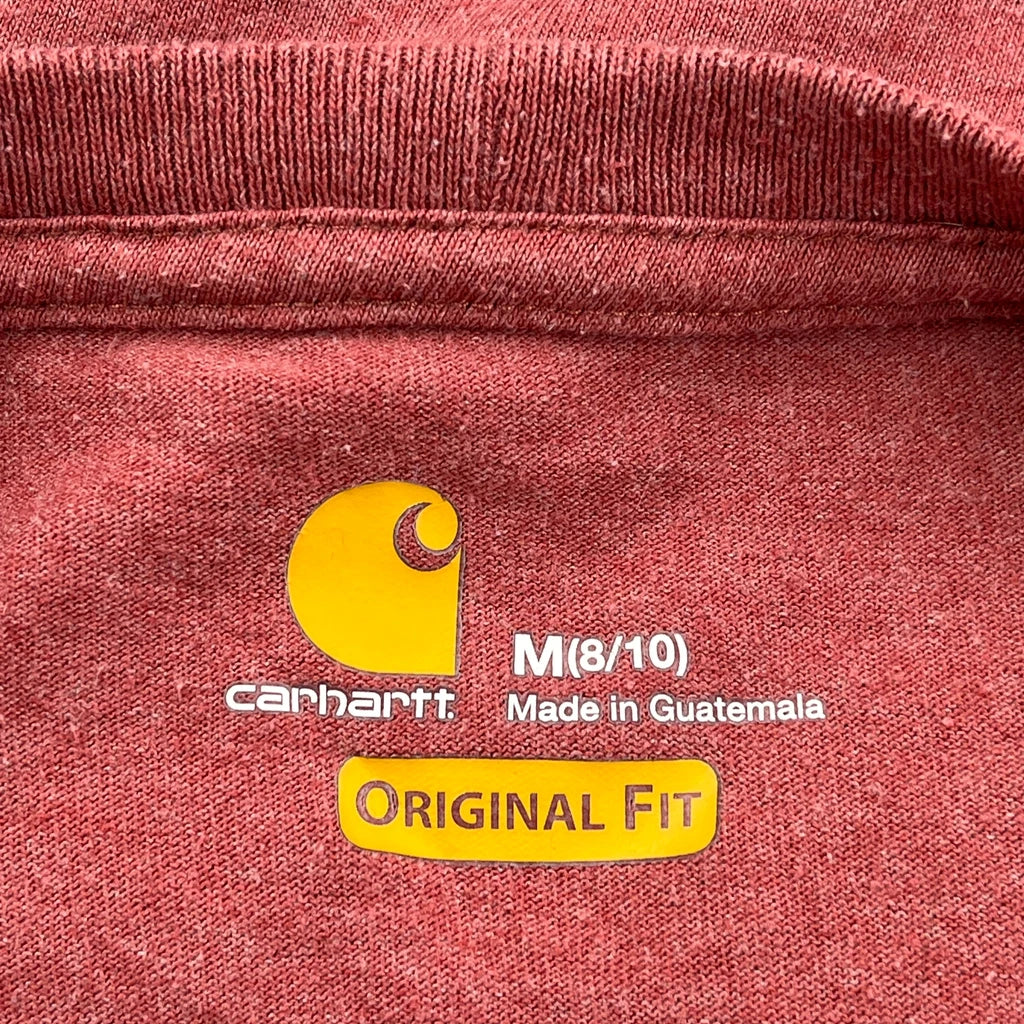 carhartt.
M(8/10)
Made in Guatemala
ORIGINAL FIT